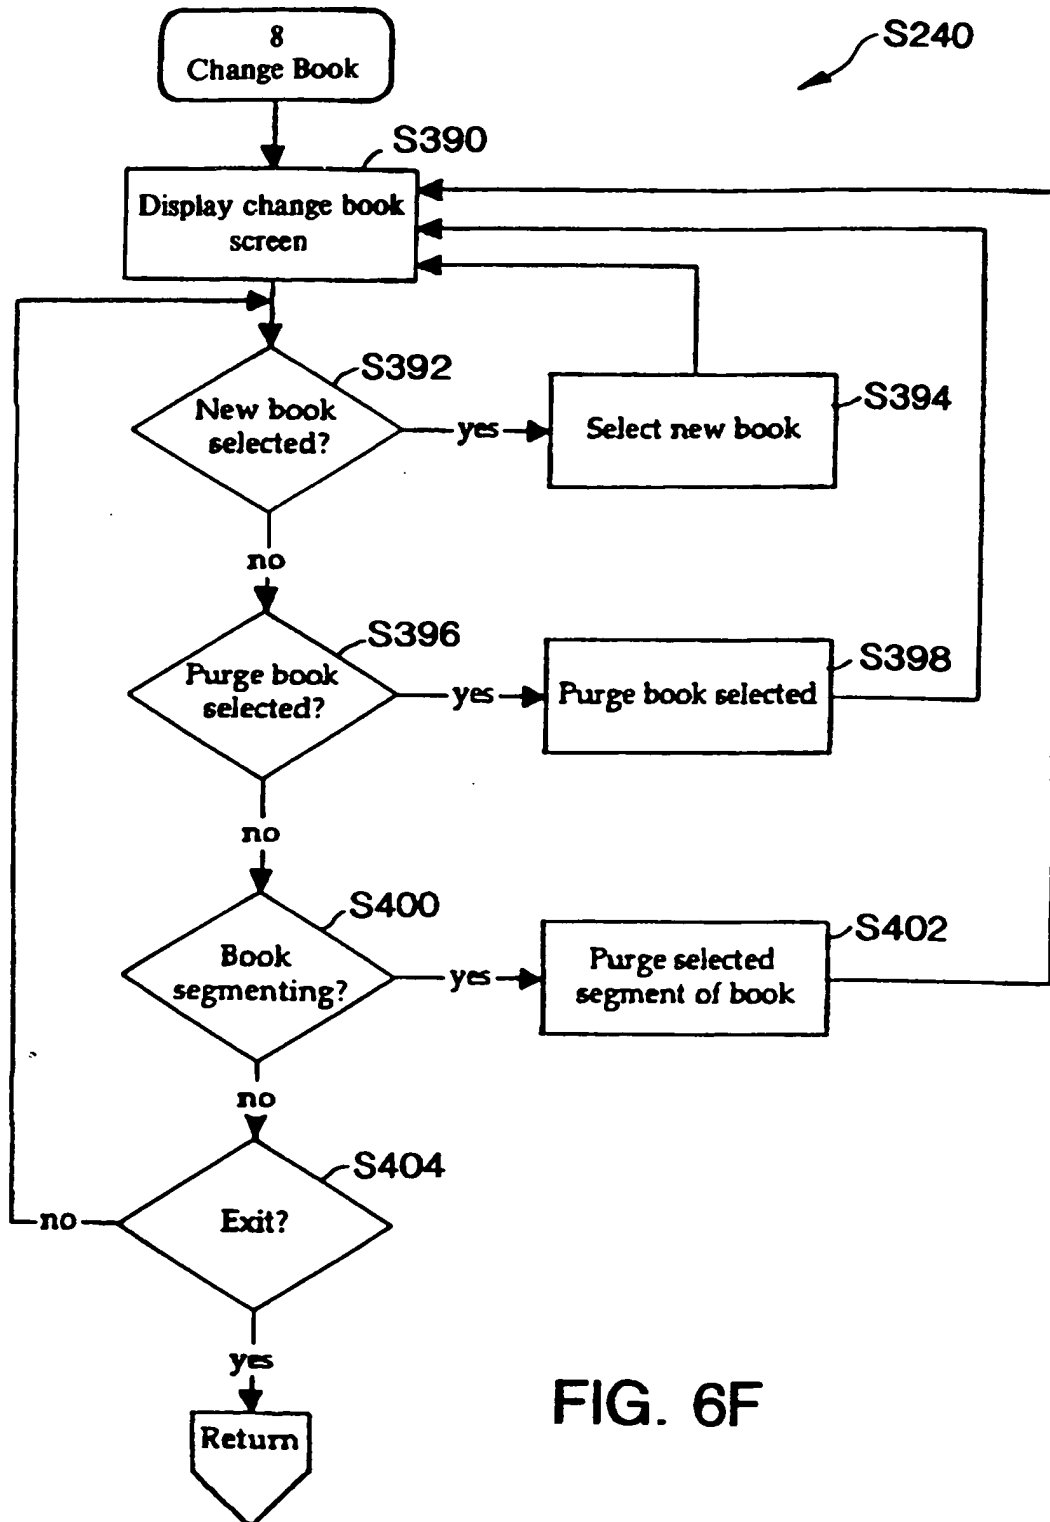 8
Change Book
S240
S390
Display change book
screen
S392
New book
selected?
yes
S394
Select new book
no
S396
Purge book
selected?
yes
S398
Purge book selected
no
S400
Book
segmenting?
yes
S402
Purge selected
segment of book
no
S404
Exit?
no
yes
Return
FIG. 6F